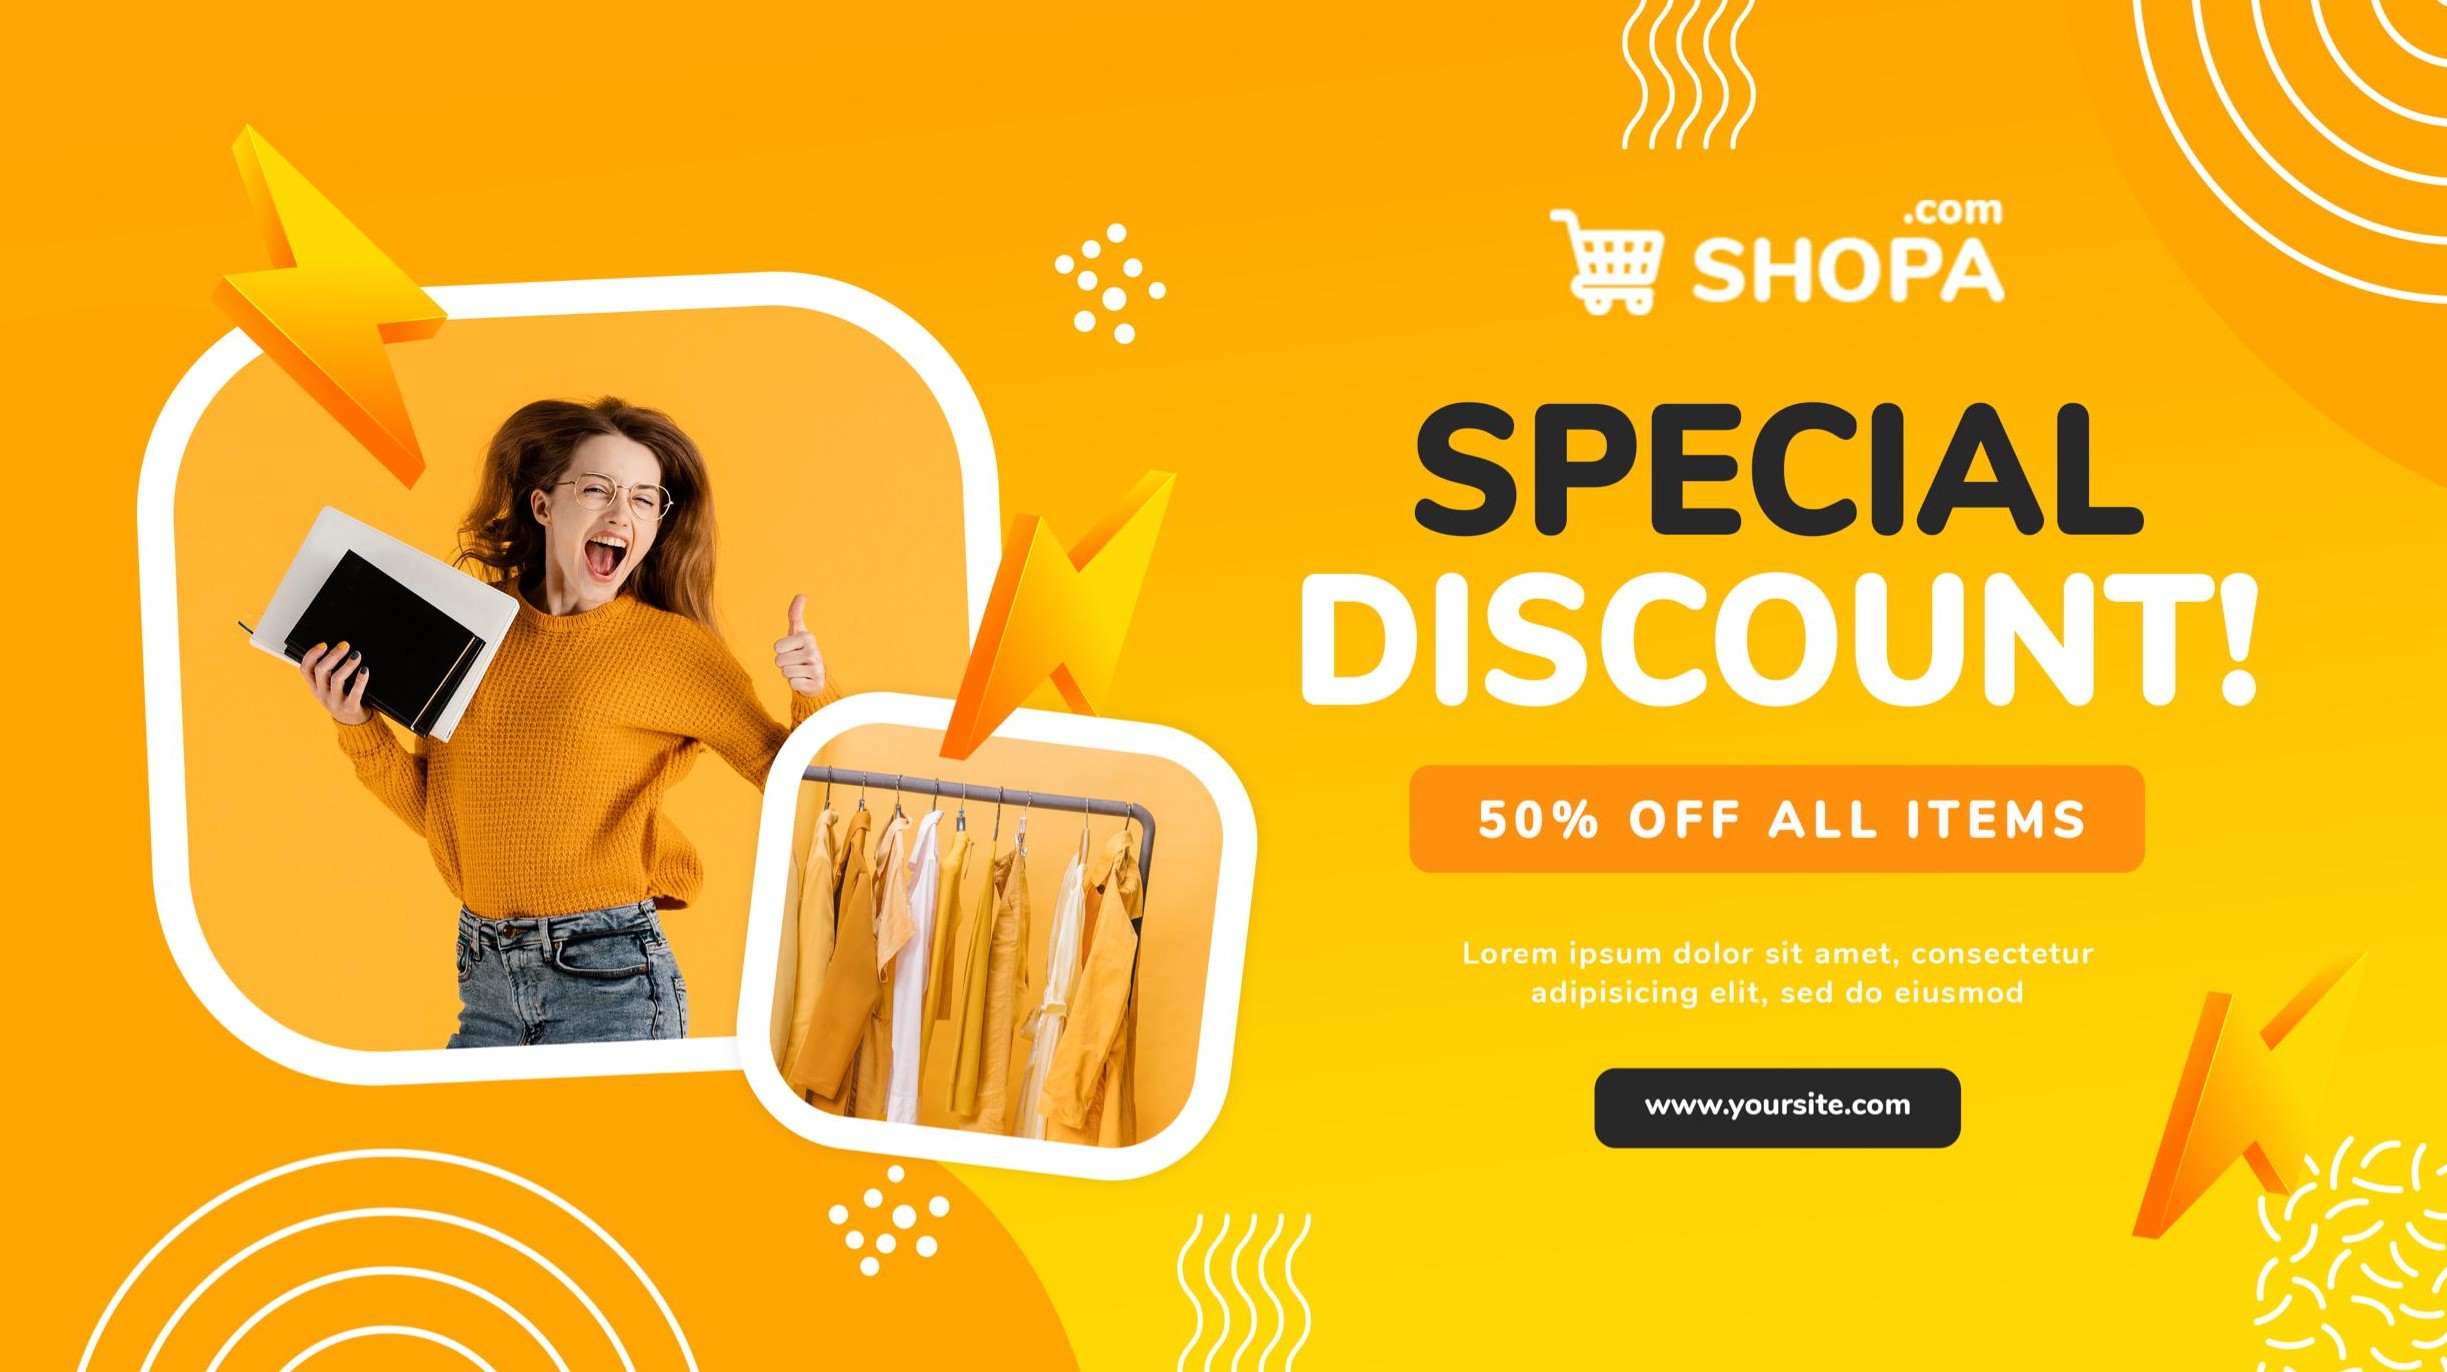 .com
SHOPA
SPECIAL
DISCOUNT!
50% OFF ALL ITEMS
Lorem ipsum dolor sit amet, consectetur
adipisicing elit, sed do eiusmod
www.yoursite.com